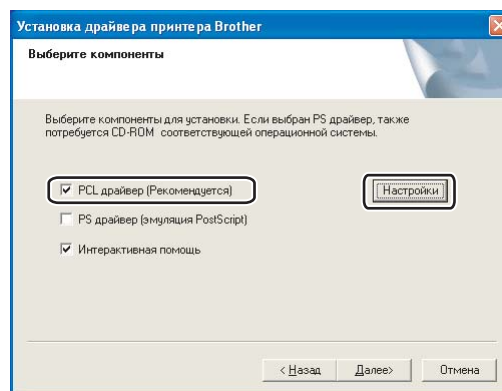 Установка драйвера принтера Brother
Выберите компоненты
Выберите компоненты для установки. Если выбран PS драйвер, также
потребуется CD-ROM соответствующей операционной системы.
PCL драйвер (Рекомендуется)
Настройки
PS драйвер (эмуляция PostScript)
Интерактивная помощь
< Назад
Далее>
Отмена